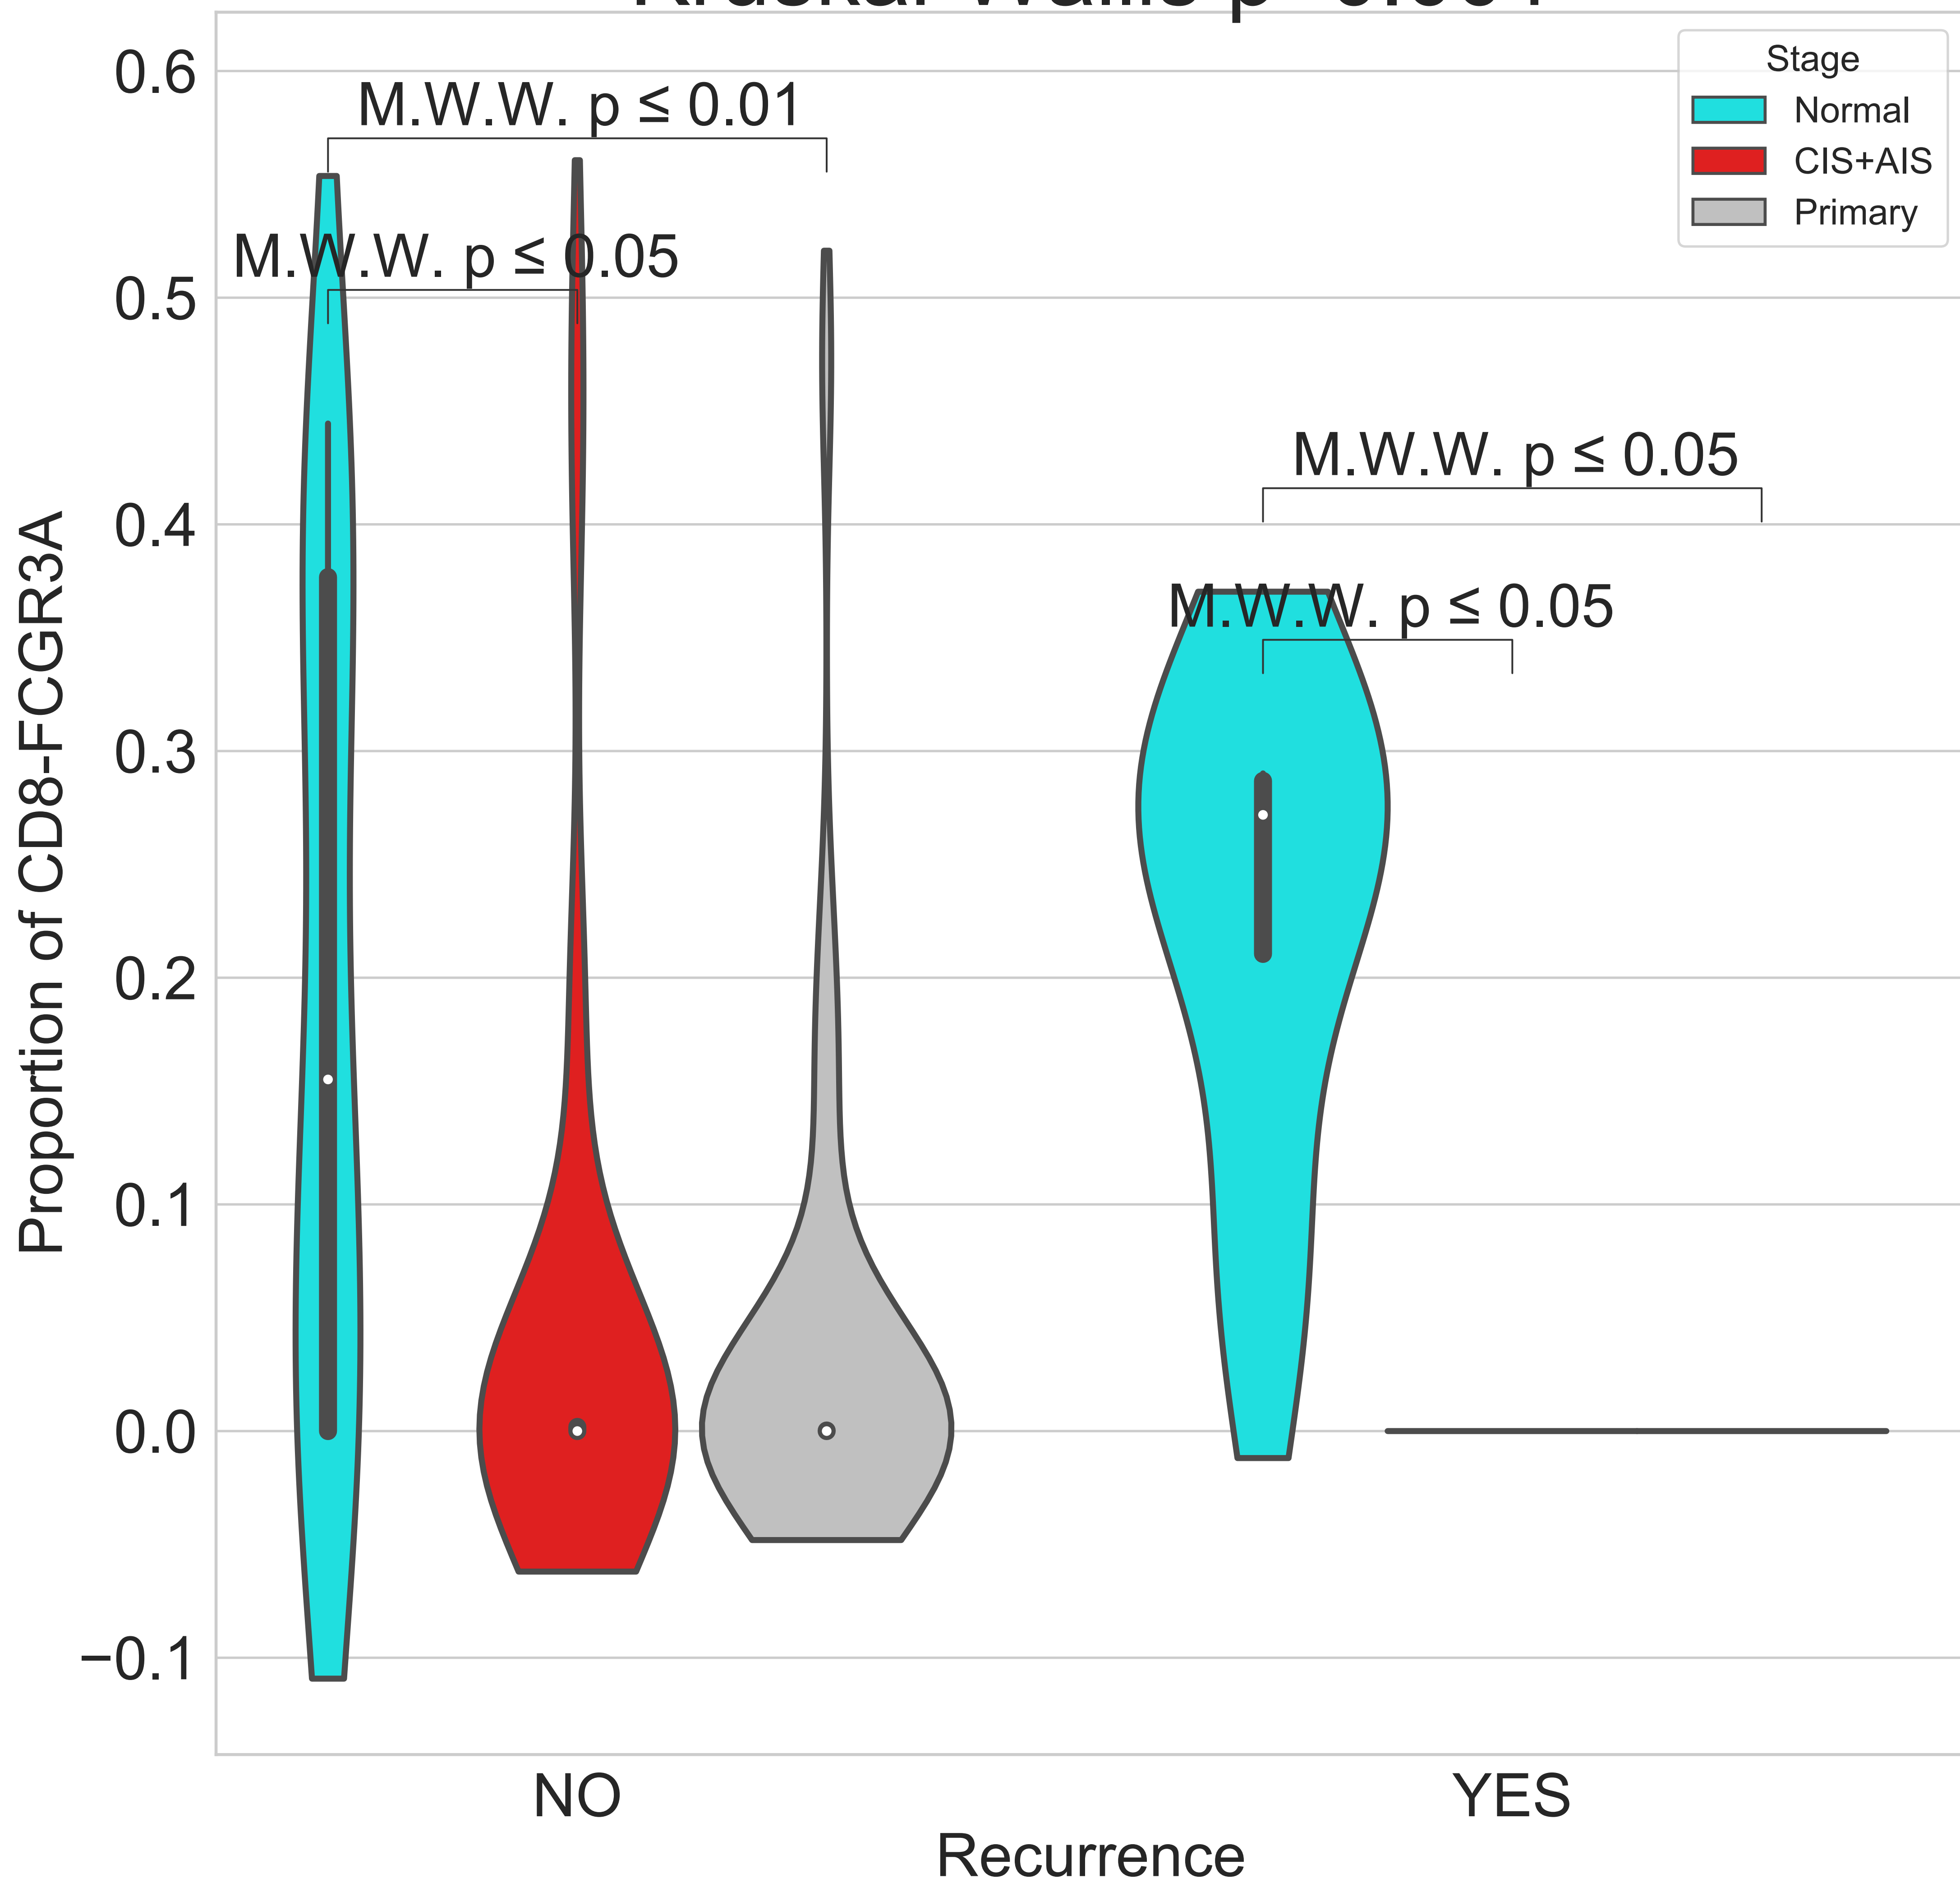 Stage
Normal
CIS+AIS
Primary
M.W.W. p ≤ 0.01
M.W.W. p ≤ 0.05
M.W.W. p ≤ 0.05
M.W.W. p ≤ 0.05
0.6
0.5
0.4
0.3
0.2
0.1
0.0
−0.1
Proportion of CD8-FCGR3A
NO
YES
Recurrence